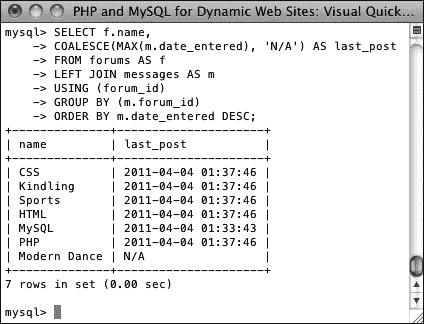 PHP and MySQL for Dynamic Web Sites: Visual Quick...
mysql> SELECT f.name,
    -> COALESCE(MAX(m.date_entered), 'N/A') AS last_post
    -> FROM forums AS f
    -> LEFT JOIN messages AS m
    -> USING (forum_id)
    -> GROUP BY (m.forum_id)
    -> ORDER BY m.date_entered DESC;
+--------------+---------------------+
| name         | last_post           |
+--------------+---------------------+
| CSS          | 2011-04-04 01:37:46 |
| Kindling     | 2011-04-04 01:37:46 |
| Sports       | 2011-04-04 01:37:46 |
| HTML         | 2011-04-04 01:37:46 |
| MySQL        | 2011-04-04 01:33:43 |
| PHP          | 2011-04-04 01:37:46 |
| Modern Dance | N/A                 |
+--------------+---------------------+
7 rows in set (0.00 sec)
mysql>